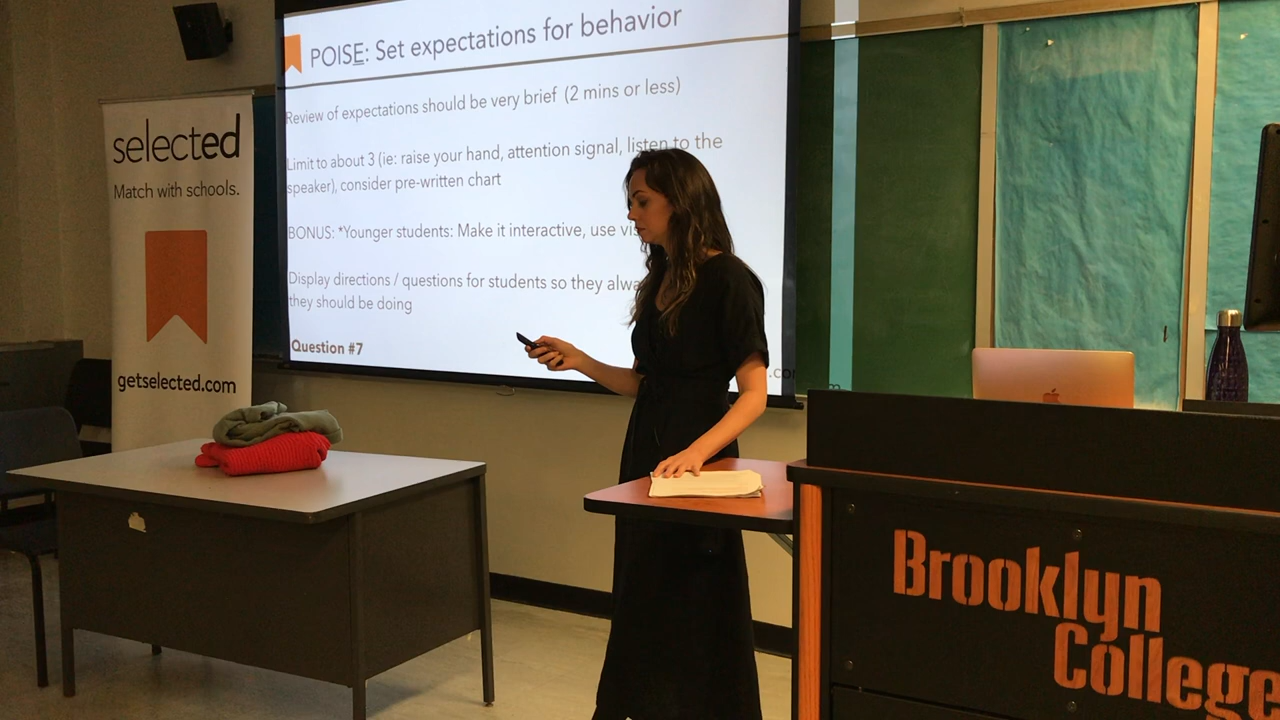 selected
Match with schools.
getselected.com
POISE: Set expectations for behavior
Review of expectations should be very brief (2 mins or less)
Limit to about 3 (ie: raise your hand, attention signal, listen to the
speaker), consider pre-written chart
BONUS: *Younger students: Make it interactive, use
Display directions / questions for students so they
they should be doing
Question #7
Brooklyn
College